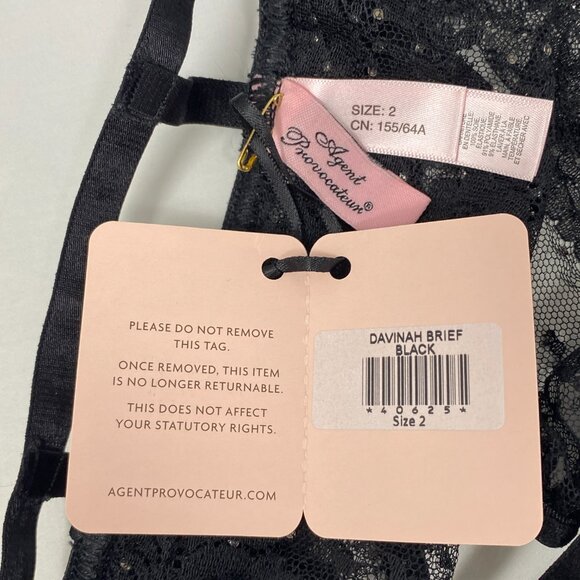 SIZE: 2
CN: 155/64A
Agent
Provocateur®
PLEASE DO NOT REMOVE
THIS TAG.
ONCE REMOVED, THIS ITEM
IS NO LONGER RETURNABLE.
THIS DOES NOT AFFECT
YOUR STATUTORY RIGHTS.
AGENTPROVOCATEUR.COM
DAVINAH BRIEF
BLACK
*40625*
Size 2